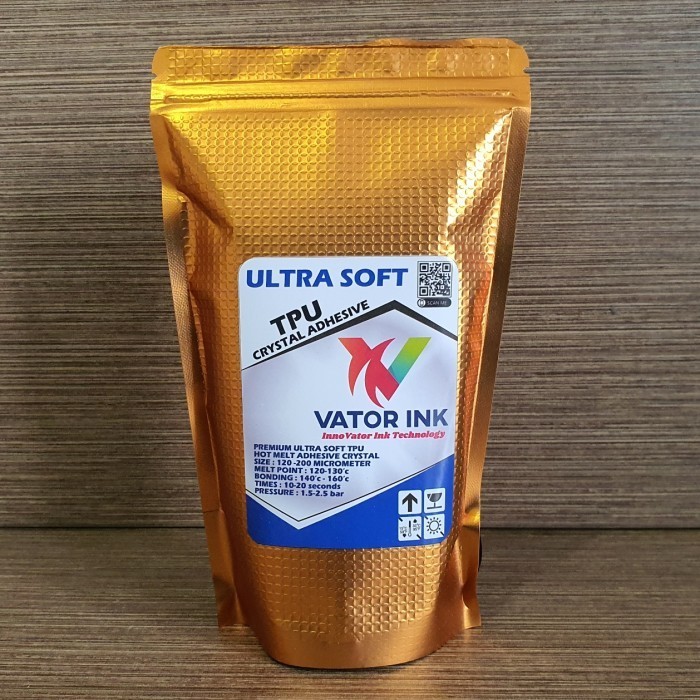 ULTRA SOFT
SCAN ME
TPU
CRYSTAL ADHESIVE
VATOR INK
InnoVator Ink Technology
PREMIUM ULTRA SOFT TPU
HOT MELT ADHESIVE CRYSTAL
SIZE : 120 -200 MICROMETER
MELT POINT : 120-130°c
BONDING : 140°c - 160°c
TIMES : 10-20 seconds
PRESSURE : 1.5-2.5 bar